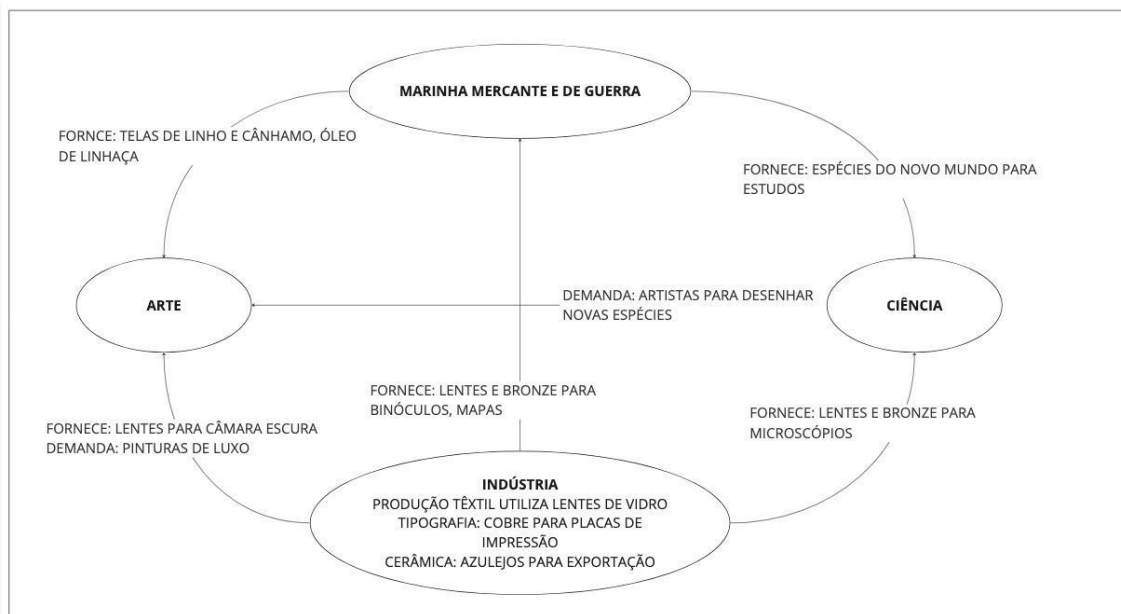 MARINHA MERCANTE E DE GUERRA
FORNCE: TELAS DE LINHO E CÂNHAMO, ÓLEO
DE LINHAÇA
FORNECE: ESPÉCIES DO NOVO MUNDO PARA
ESTUDOS
ARTE
DEMANDA: ARTISTAS PARA DESENHAR
NOVAS ESPÉCIES
CIÊNCIA
FORNECE: LENTES E BRONZE PARA
BINÓCULOS, MAPAS
FORNECE: LENTES PARA CÂMARA ESCURA
DEMANDA: PINTURAS DE LUXO
FORNECE: LENTES E BRONZE PARA
MICROSCÓPIOS
INDÚSTRIA
PRODUÇÃO TÊXTIL UTILIZA LENTES DE VIDRO
TIPOGRAFIA: COBRE PARA PLACAS DE
IMPRESSÃO
CERÂMICA: AZULEJOS PARA EXPORTAÇÃO